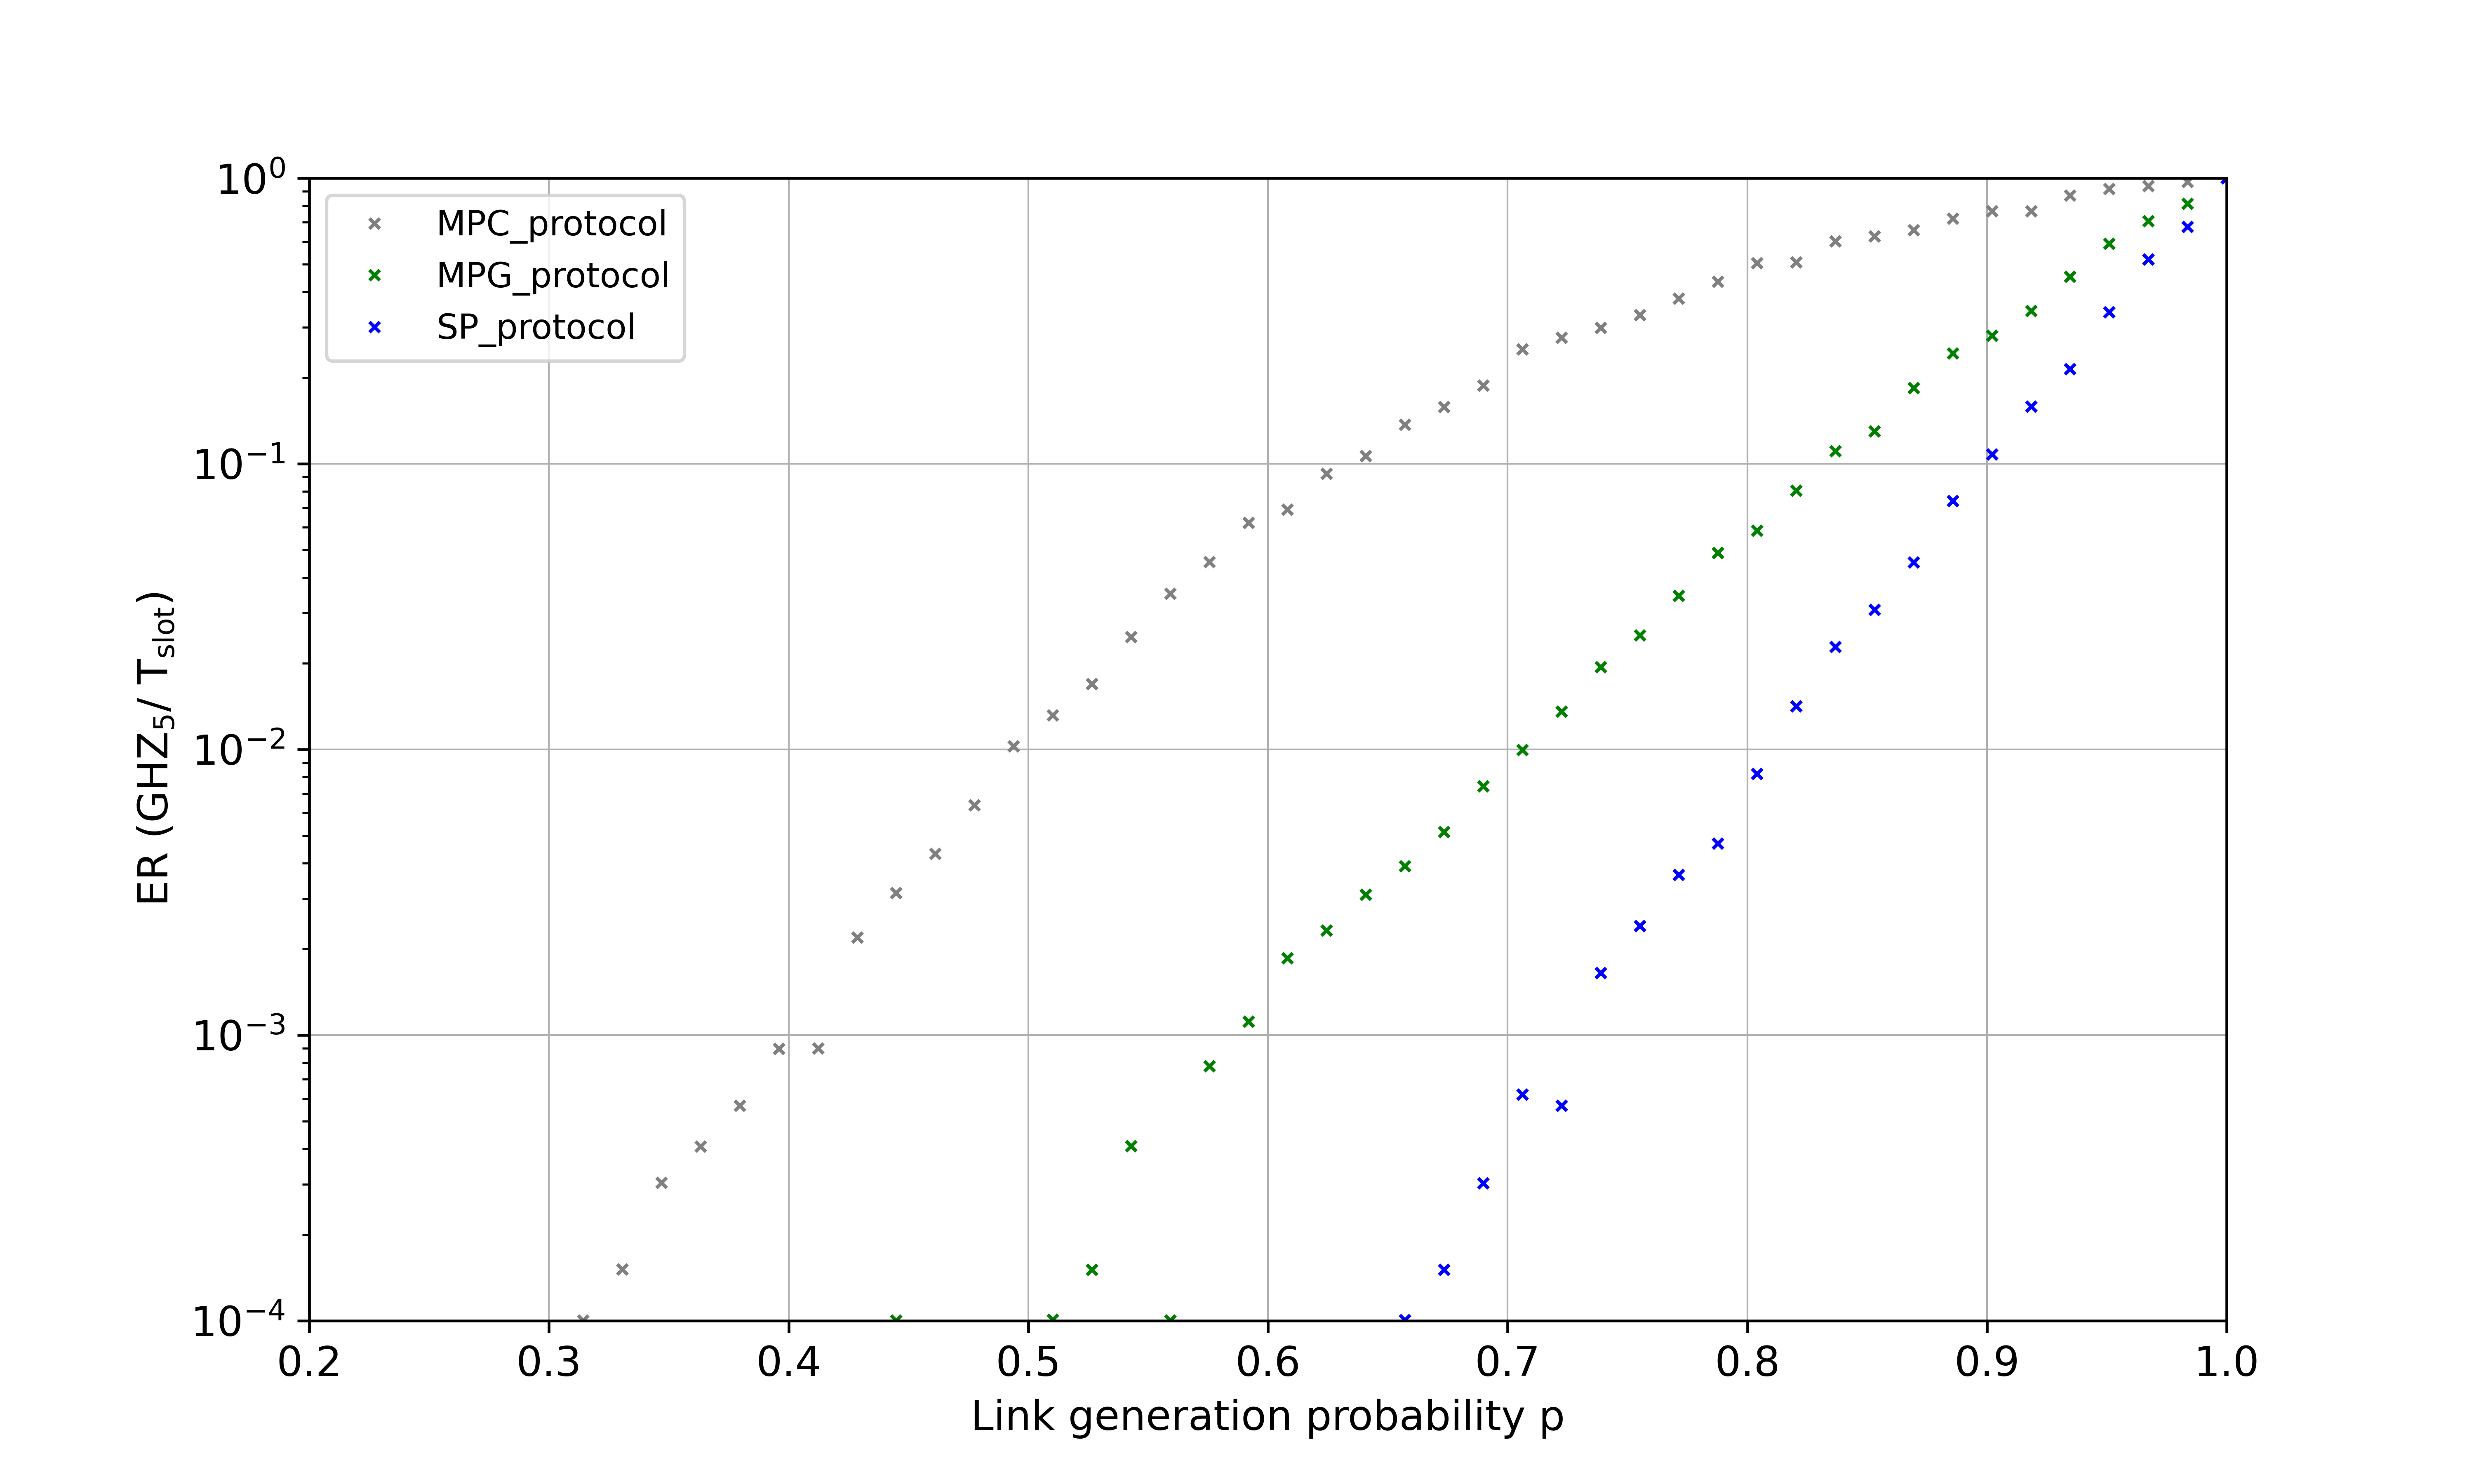 MPC_protocol
MPG_protocol
SP_protocol
10⁰
10⁻¹
10⁻²
10⁻³
10⁻⁴
ER (GHZ₅/ Tₛₗₒₜ)
0.2 0.3 0.4 0.5 0.6 0.7 0.8 0.9 1.0
Link generation probability p